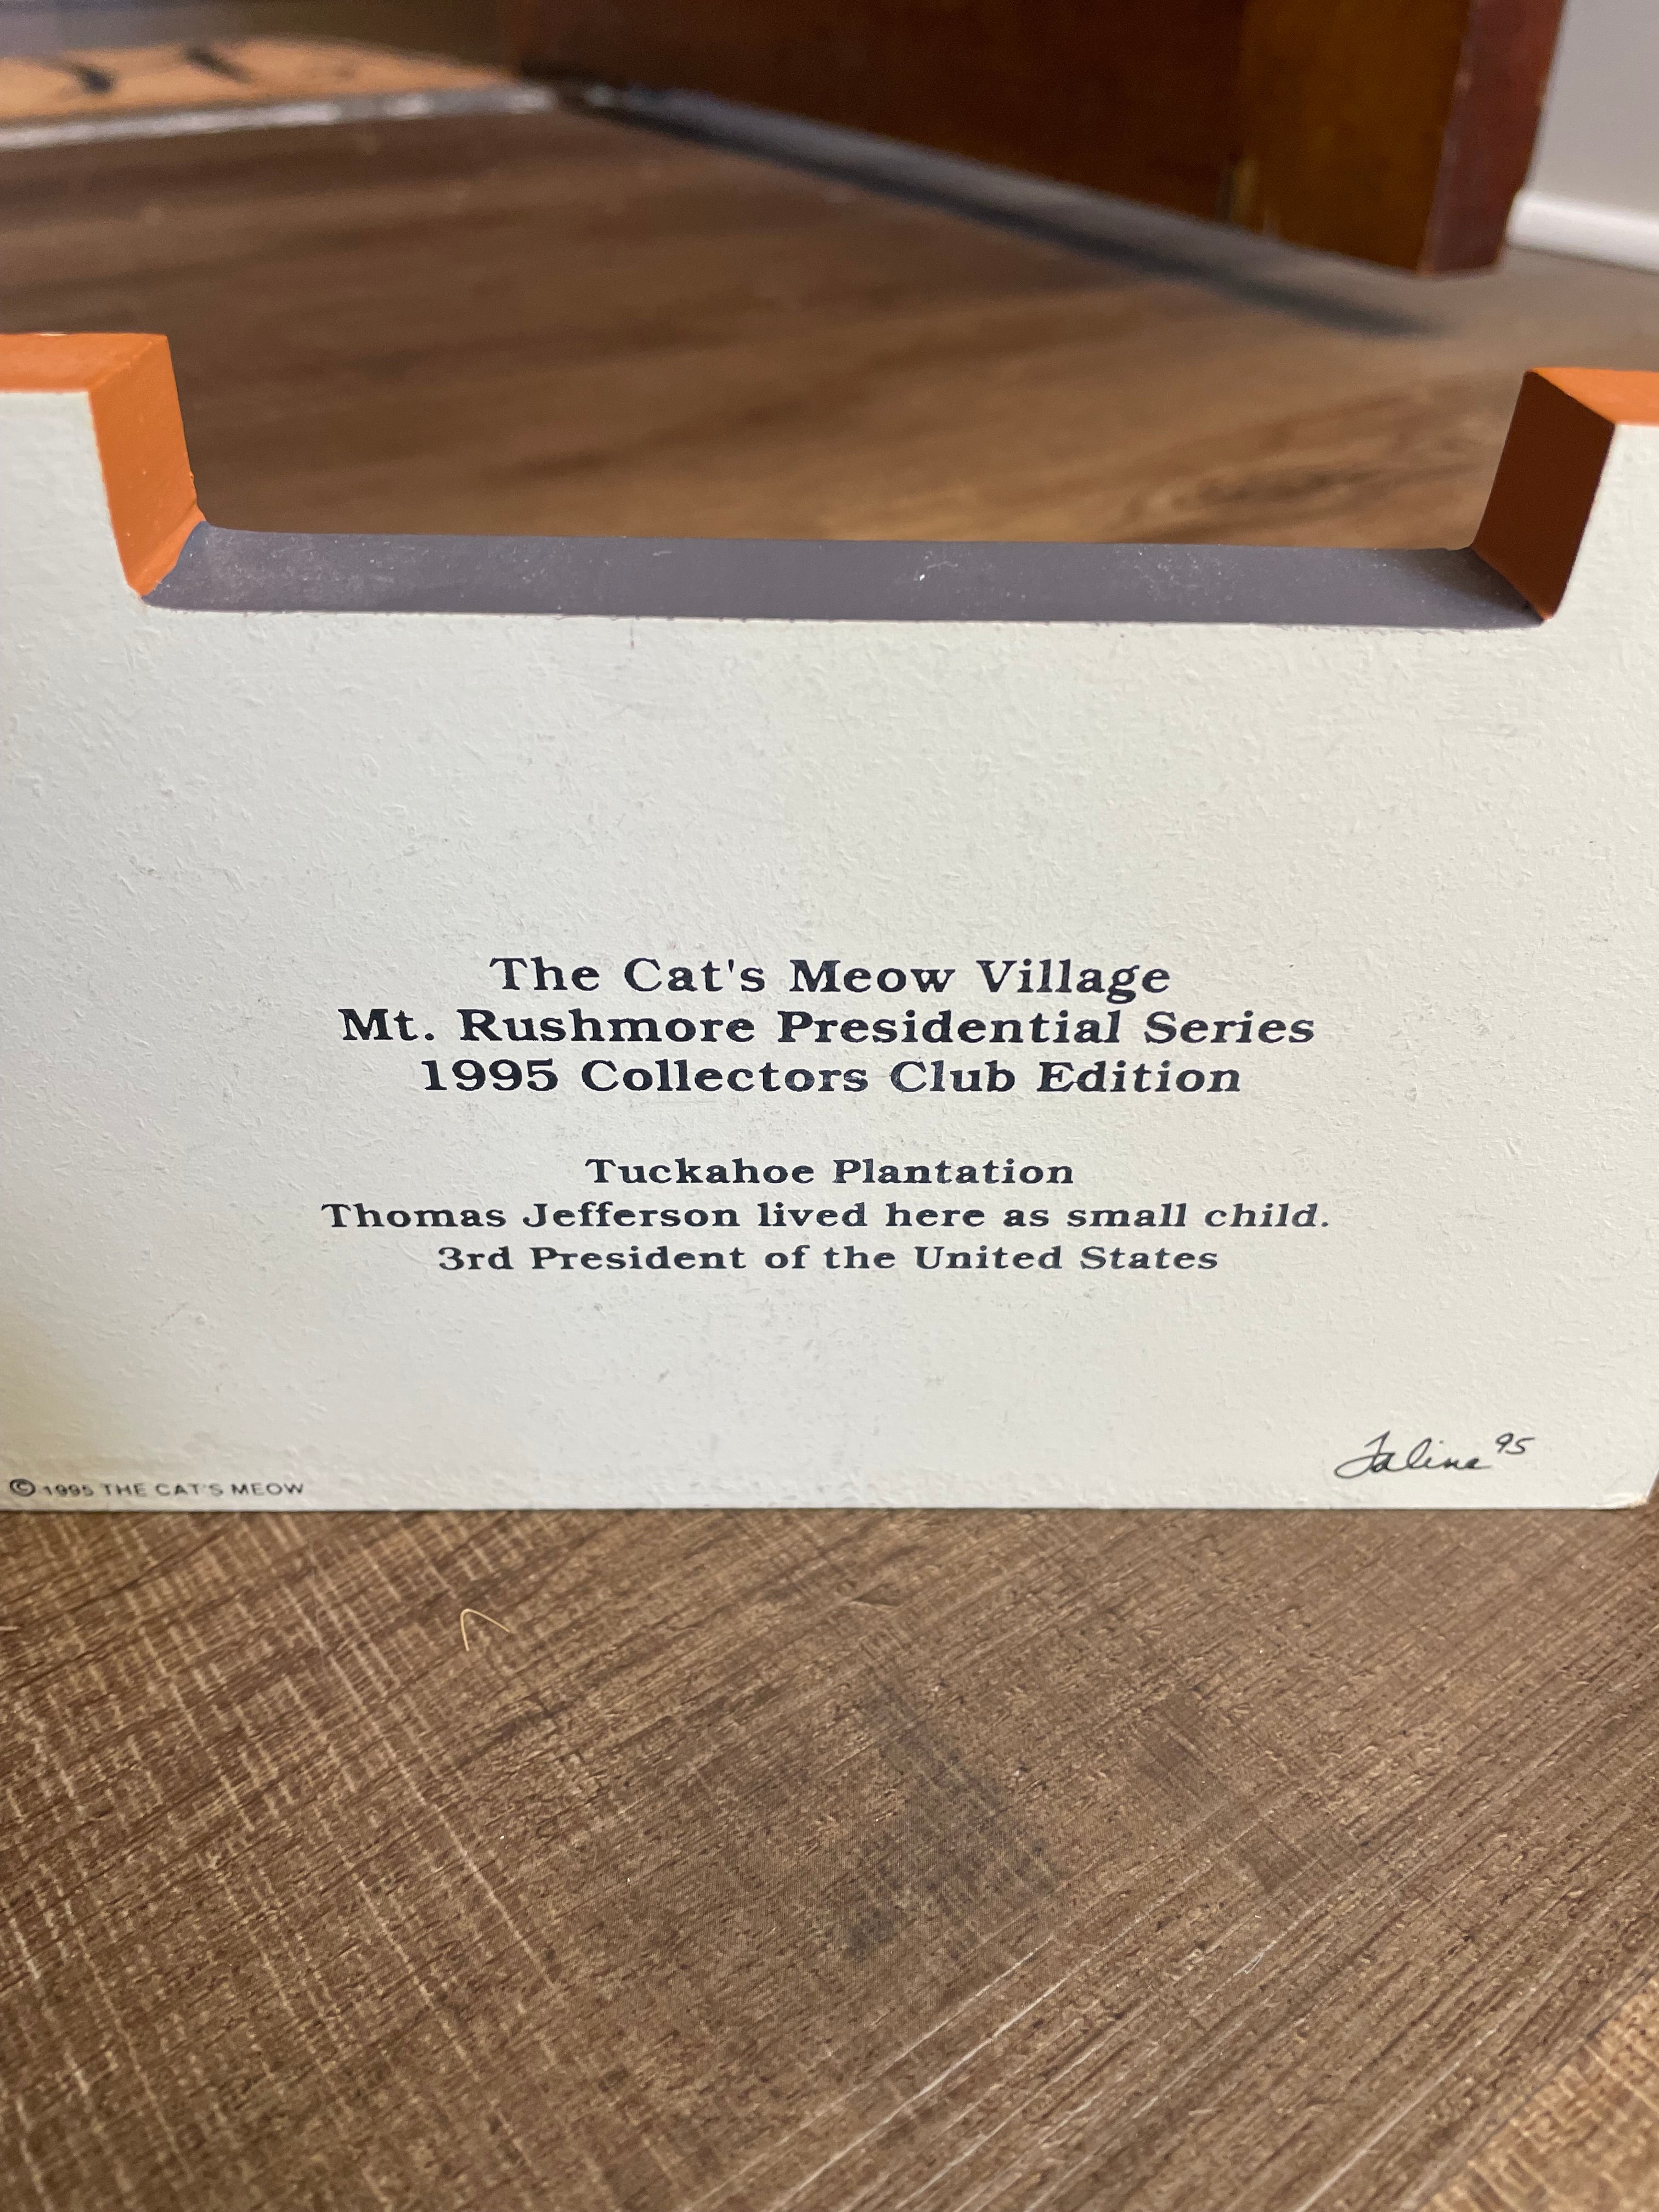 The Cat's Meow Village
Mt. Rushmore Presidential Series
1995 Collectors Club Edition
Tuckahoe Plantation
Thomas Jefferson lived here as small child.
3rd President of the United States
Faline 95
© 1995 THE CAT'S MEOW